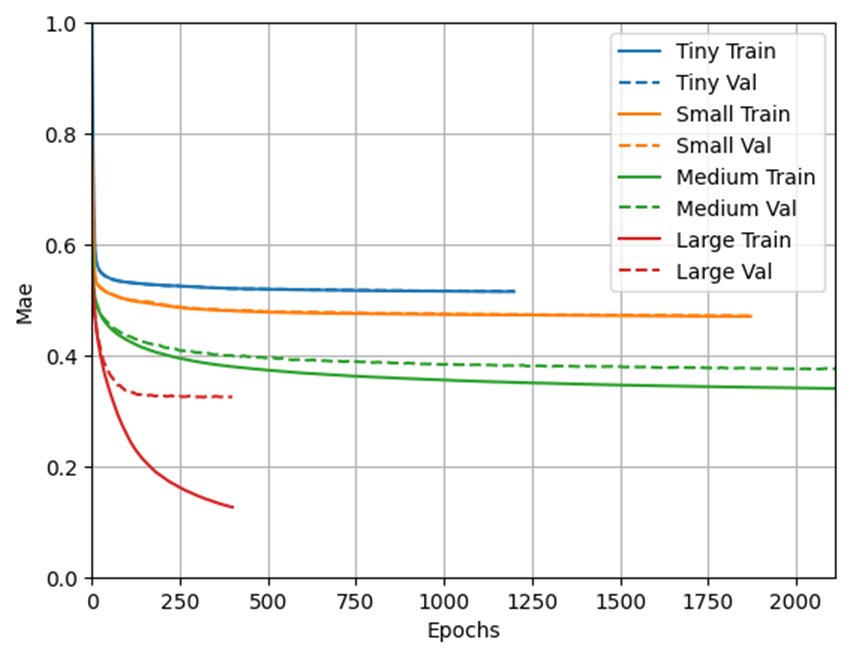 1.0
0.8
0.6
0.4
0.2
0.0
Mae
0 250 500 750 1000 1250 1500 1750 2000
Epochs
Tiny Train
Tiny Val
Small Train
Small Val
Medium Train
Medium Val
Large Train
Large Val